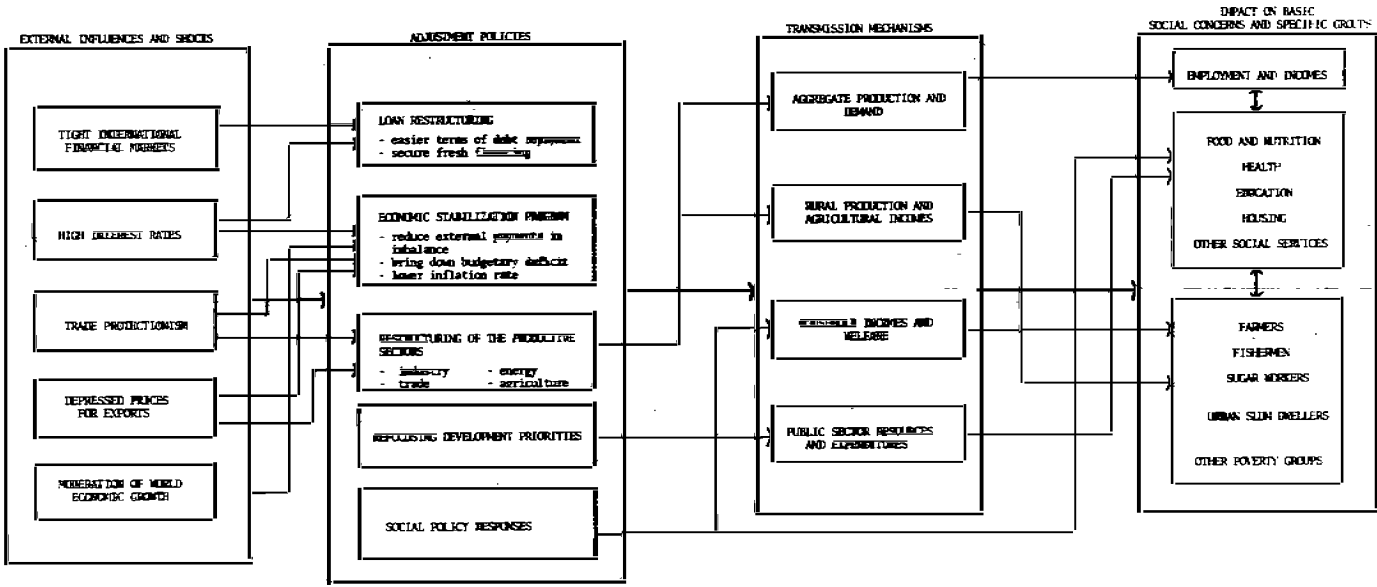 EXTERNAL INFLUENCES AND SHOCKS
TIGHT INTERNATIONAL
FINANCIAL MARKETS
HIGH INTEREST RATES
TRADE PROTECTIONISM
DEPRESSED PRICES
FOR EXPORTS
MODERATION OF WORLD
ECONOMIC GROWTH
ADJUSTMENT POLICIES
LOAN RESTRUCTURING
- easier terms of debt repayment
- secure fresh financing
ECONOMIC STABILIZATION PROGRAM
- reduce external payments in
imbalance
- bring down budgetary deficit
- lower inflation rate
RESTRUCTURING OF THE PRODUCTIVE
SECTORS
- industry - energy
- trade - agriculture
REFOCUSING DEVELOPMENT PRIORITIES
SOCIAL POLICY RESPONSES
TRANSMISSION MECHANISMS
AGGREGATE PRODUCTION AND
DEMAND
RURAL PRODUCTION AND
AGRICULTURAL INCOMES
HOUSEHOLD INCOMES AND
WELFARE
PUBLIC SECTOR RESOURCES
AND EXPENDITURES
IMPACT ON BASIC
SOCIAL CONCERNS AND SPECIFIC GROUPS
EMPLOYMENT AND INCOMES
FOOD AND NUTRITION
HEALTH
EDUCATION
HOUSING
OTHER SOCIAL SERVICES
FARMERS
FISHERMEN
SUGAR WORKERS
URBAN SLUM DWELLERS
OTHER POVERTY GROUPS